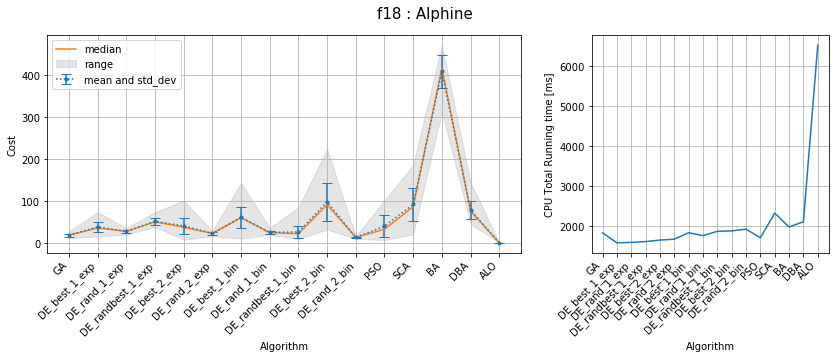 f18 : Alphine
median
range
mean and std_dev
Cost
400
300
200
100
0
GA
DE_best_1_exp
DE_rand_1_exp
DE_randbest_1_exp
DE_best_2_exp
DE_rand_2_exp
DE_best_1_bin
DE_rand_1_bin
DE_randbest_1_bin
DE_best_2_bin
DE_rand_2_bin
PSO
SCA
BA
DBA
ALO
Algorithm
CPU Total Running time [ms]
6000
5000
4000
3000
2000
GA
DE_best_1_exp
DE_rand_1_exp
DE_randbest_1_exp
DE_best_2_exp
DE_rand_2_exp
DE_best_1_bin
DE_rand_1_bin
DE_randbest_1_bin
DE_best_2_bin
DE_rand_2_bin
PSO
SCA
BA
DBA
ALO
Algorithm